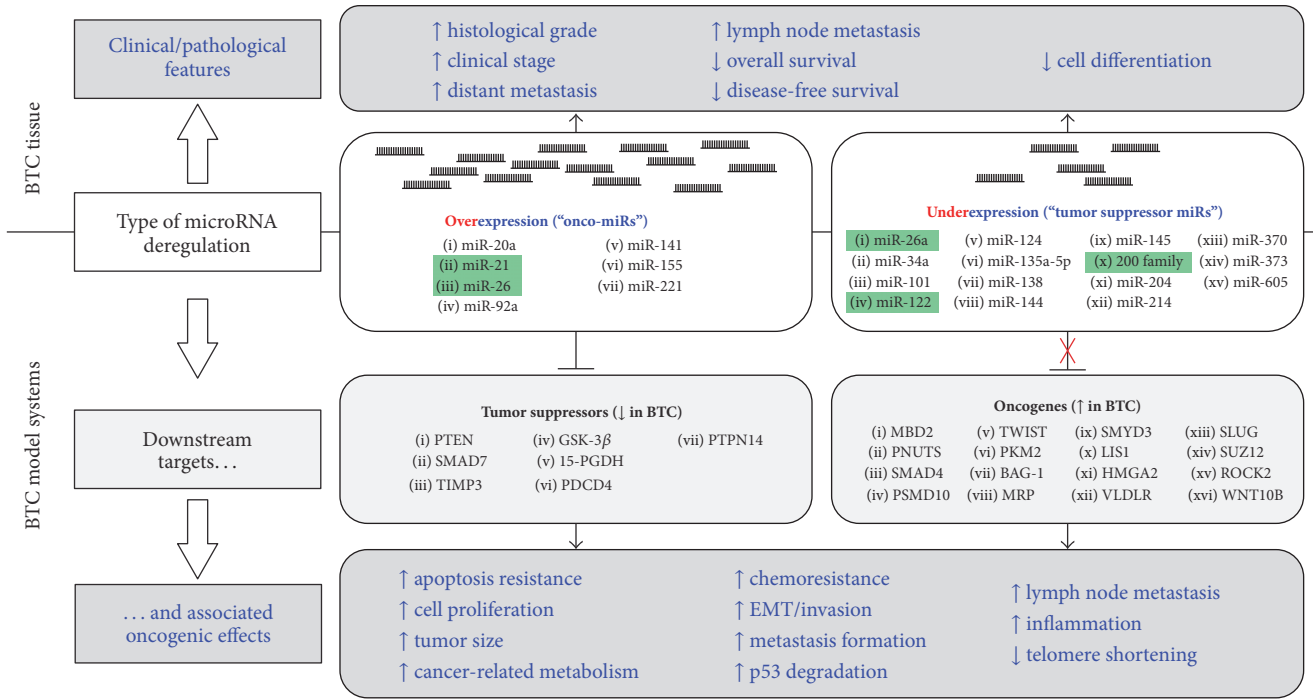 BTC tissue
BTC model systems
Clinical/pathological
features
Type of microRNA
deregulation
Downstream
targets…
… and associated
oncogenic effects
↑ histological grade
↑ clinical stage
↑ distant metastasis
↑ lymph node metastasis
↓ overall survival
↓ disease-free survival
↓ cell differentiation
Overexpression (“onco-miRs”)
(i) miR-20a
(ii) miR-21
(iii) miR-26
(iv) miR-92a
(v) miR-141
(vi) miR-155
(vii) miR-221
Underexpression (“tumor suppressor miRs”)
(i) miR-26a
(ii) miR-34a
(iii) miR-101
(iv) miR-122
(v) miR-124
(vi) miR-135a-5p
(vii) miR-138
(viii) miR-144
(ix) miR-145
(x) 200 family
(xi) miR-204
(xii) miR-214
(xiii) miR-370
(xiv) miR-373
(xv) miR-605
Tumor suppressors (↓ in BTC)
(i) PTEN
(ii) SMAD7
(iii) TIMP3
(iv) GSK-3β
(v) 15-PGDH
(vi) PDCD4
(vii) PTPN14
Oncogenes (↑ in BTC)
(i) MBD2
(ii) PNUTS
(iii) SMAD4
(iv) PSMD10
(v) TWIST
(vi) PKM2
(vii) BAG-1
(viii) MRP
(ix) SMYD3
(x) LIS1
(xi) HMGA2
(xii) VLDLR
(xiii) SLUG
(xiv) SUZ12
(xv) ROCK2
(xvi) WNT10B
↑ apoptosis resistance
↑ cell proliferation
↑ tumor size
↑ cancer-related metabolism
↑ chemoresistance
↑ EMT/invasion
↑ metastasis formation
↑ p53 degradation
↑ lymph node metastasis
↑ inflammation
↓ telomere shortening